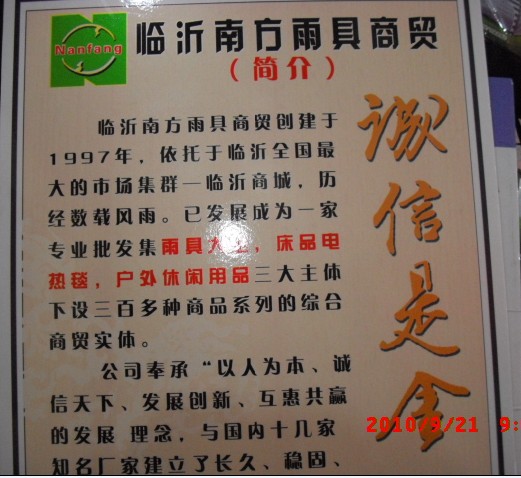 Nanfang
临沂南方雨具商贸
（简介）
临沂南方雨具商贸创建于
1997年，依托于临沂全国最
大的市场集群一临沂商城，历
经数载风雨。已发展成为一家
专业批发集雨具 ，床品电
热毯，户外休闲用品三大主体
下设三百多种商品系列的综合
商贸实体。
公司奉承“以人为本、诚
信天下、发展创新、互惠共赢
的发展 理念，与国内十几家
知名厂家建立了长久、稳固、
诚信是金
2010/9/21 9: